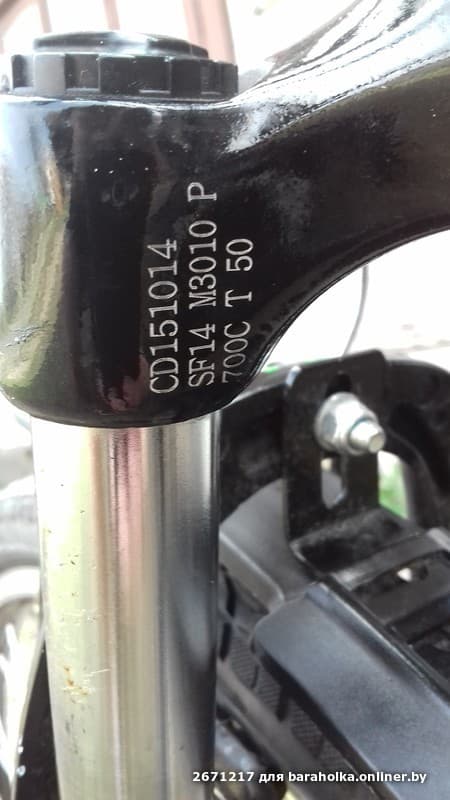 CD151014
SF14 M3010 P
700C T 50
2671217 для baraholka.onliner.by